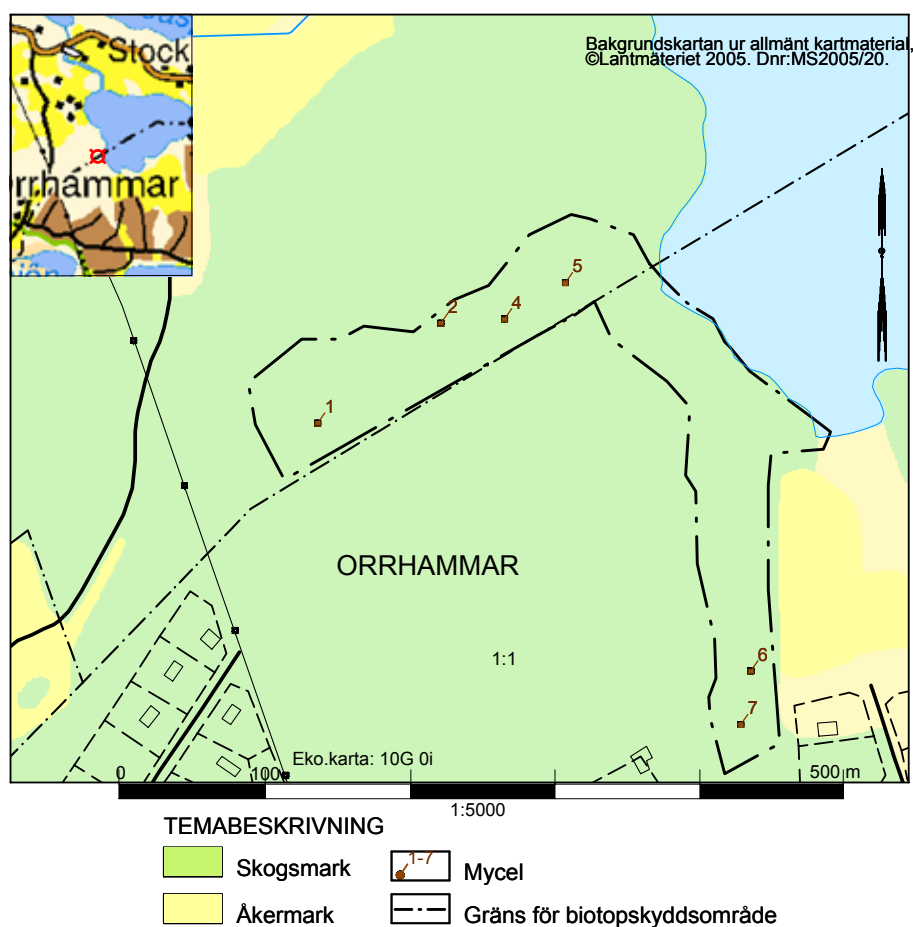 Stock
rrhammar
Bakgrundskartan ur allmänt kartmaterial,
©Lantmäteriet 2005. Dnr:MS2005/20.
5
2
4
1
ORRHAMMAR
1:1
6
7
Eko.karta: 10G 0i
0
100
500 m
1:5000
TEMABESKRIVNING
Skogsmark
1-7
Mycel
Åkermark
Gräns för biotopskyddsområde